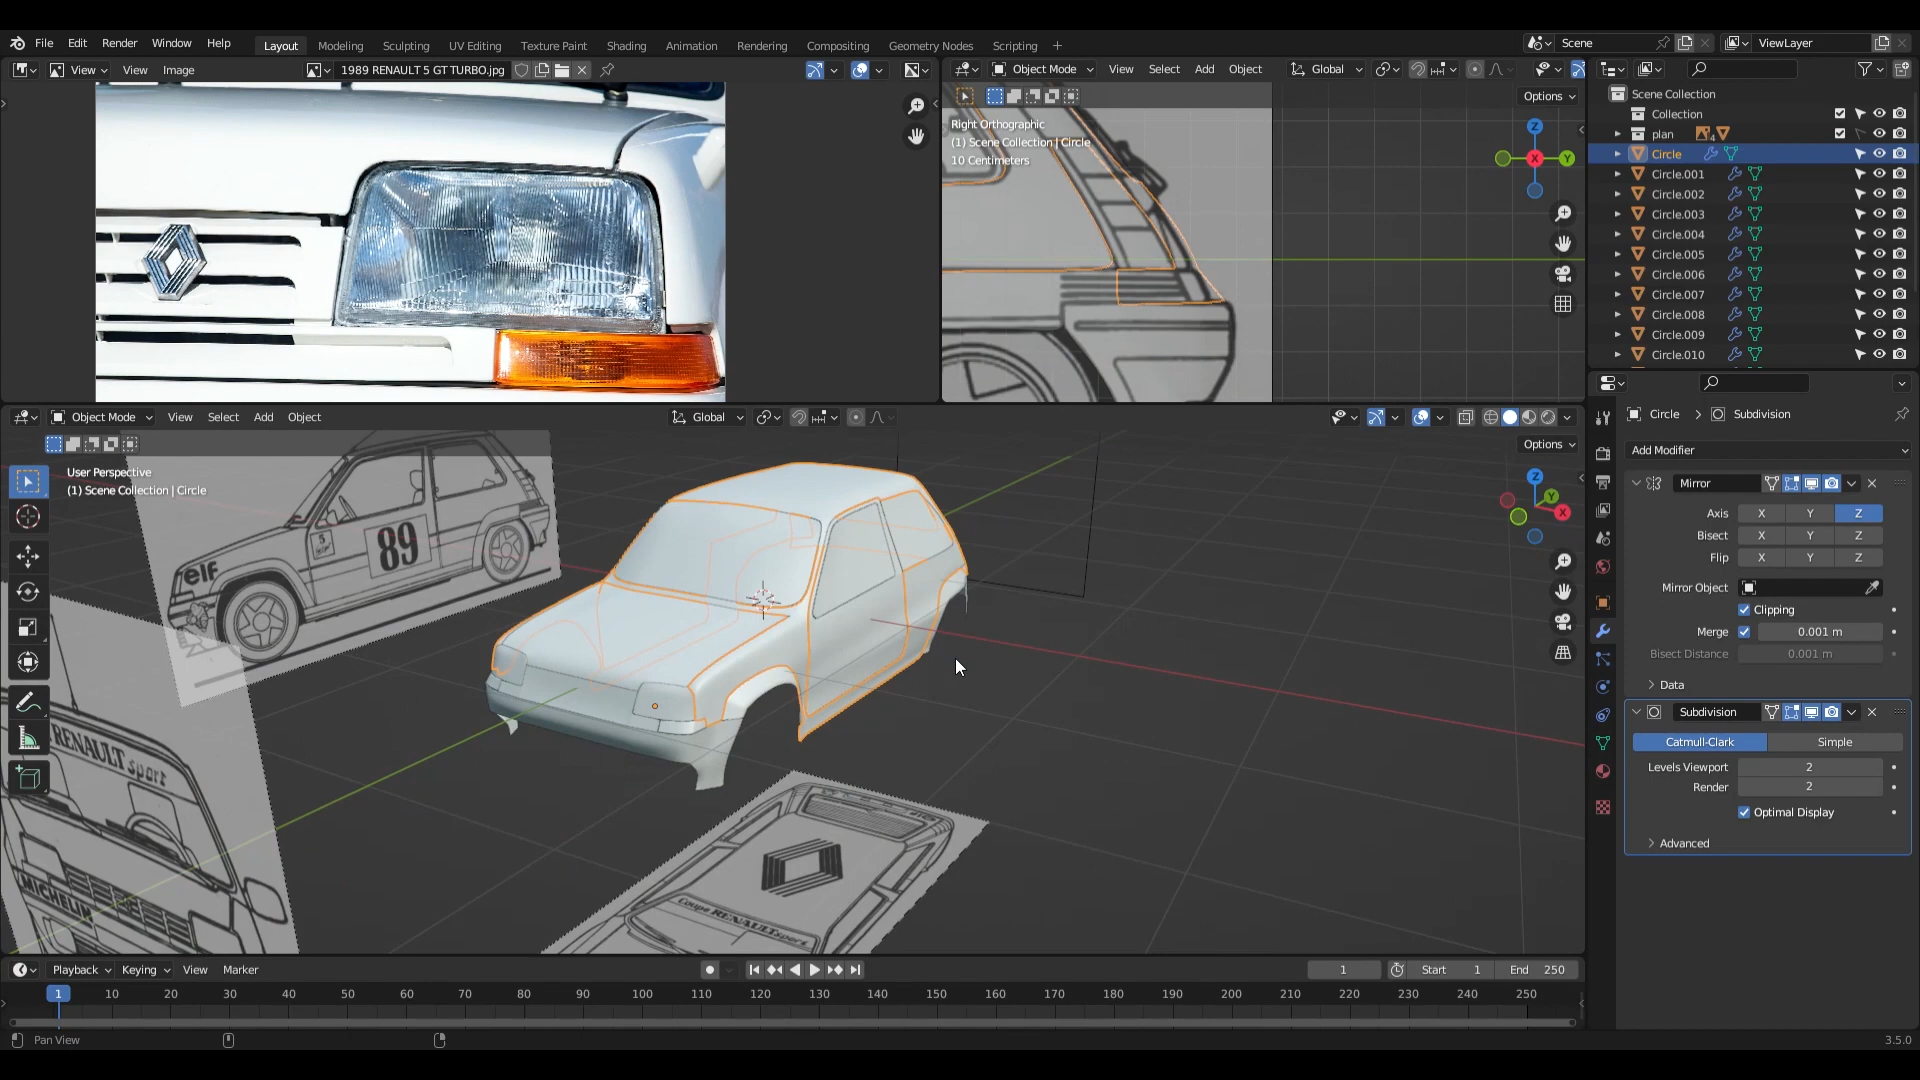 File Edit Render Window Help Layout Modeling Sculpting UV Editing Texture Paint Shading Animation Rendering Compositing Geometry Nodes Scripting + Scene ViewLayer
View View Image 1989 RENAULT 5 GT TURBO.jpg Object Mode View Select Add Object Global
Options
Right Orthographic
(1) Scene Collection | Circle
10 Centimeters
Z
X
Y
Scene Collection
Collection
plan 4
Circle
Circle.001
Circle.002
Circle.003
Circle.004
Circle.005
Circle.006
Circle.007
Circle.008
Circle.009
Circle.010
Object Mode View Select Add Object Global
Options
User Perspective
(1) Scene Collection | Circle
Z
Y
X
elf
5
89
RENAULT sport
MICHELIN
Coupe RENAULT sport
Circle > Subdivision
Add Modifier
Mirror
Axis X Y Z
Bisect X Y Z
Flip X Y Z
Mirror Object
Clipping
Merge 0.001 m
Bisect Distance 0.001 m
Data
Subdivision
Catmull-Clark Simple
Levels Viewport 2
Render 2
Optimal Display
Advanced
Playback Keying View Marker 1 Start 1 End 250
1 10 20 30 40 50 60 70 80 90 100 110 120 130 140 150 160 170 180 190 200 210 220 230 240 250
Pan View 3.5.0